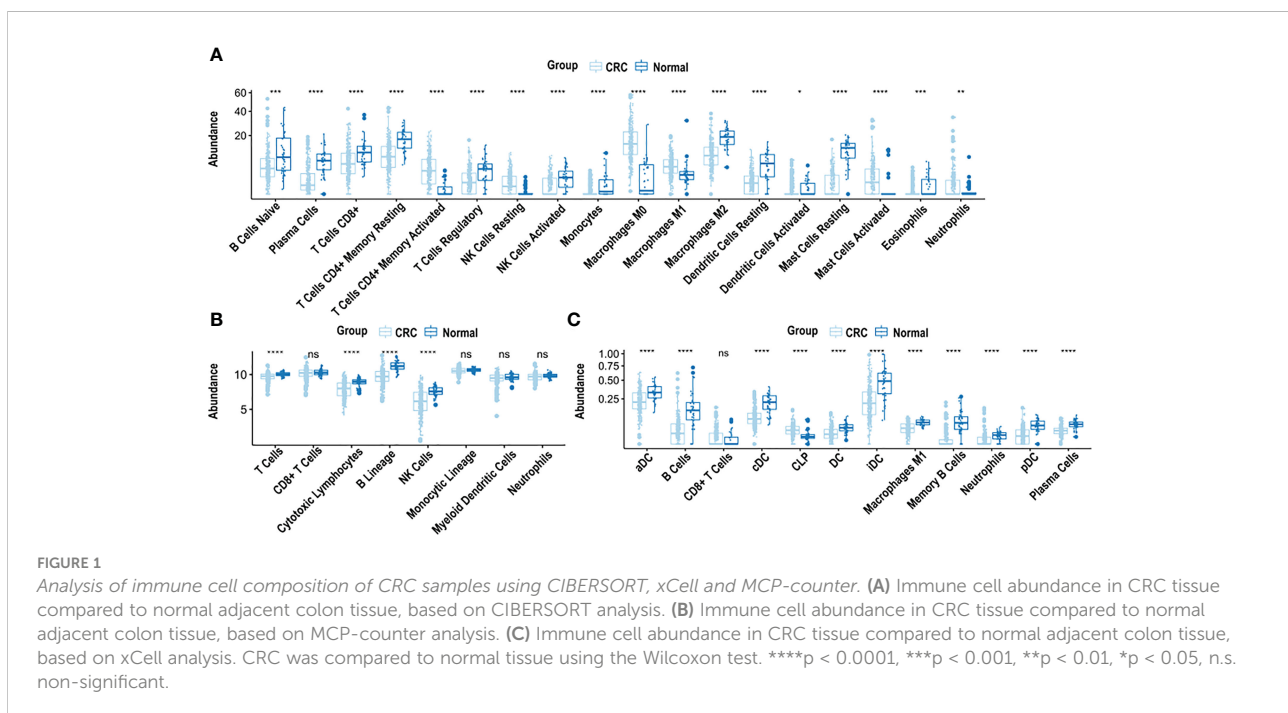 A
Group CRC Normal
*** **** **** **** **** **** **** **** **** **** **** **** **** * **** **** *** **
60
40
20
Abundance
B Cells Naive
Plasma Cells
T Cells CD8+
T Cells CD4+ Memory Resting
T Cells CD4+ Memory Activated
T Cells Regulatory
NK Cells Resting
NK Cells Activated
Monocytes
Macrophages M0
Macrophages M1
Macrophages M2
Dendritic Cells Resting
Dendritic Cells Activated
Mast Cells Resting
Mast Cells Activated
Eosinophils
Neutrophils
B
Group CRC Normal
**** ns **** **** **** ns ns ns
10
5
Abundance
T Cells
CD8+ T Cells
Cytotoxic Lymphocytes
B Lineage
NK Cells
Monocytic Lineage
Myeloid Dendritic Cells
Neutrophils
C
Group CRC Normal
**** **** ns **** **** **** **** **** **** **** **** ****
1.00
0.75
0.50
0.25
Abundance
aDC
B Cells
CD8+ T Cells
cDC
CLP
DC
iDC
Macrophages M1
Memory B Cells
Neutrophils
pDC
Plasma Cells
FIGURE 1
Analysis of immune cell composition of CRC samples using CIBERSORT, xCell and MCP-counter. (A) Immune cell abundance in CRC tissue
compared to normal adjacent colon tissue, based on CIBERSORT analysis. (B) Immune cell abundance in CRC tissue compared to normal
adjacent colon tissue, based on MCP-counter analysis. (C) Immune cell abundance in CRC tissue compared to normal adjacent colon tissue,
based on xCell analysis. CRC was compared to normal tissue using the Wilcoxon test. ****p < 0.0001, ***p < 0.001, **p < 0.01, *p < 0.05, n.s.
non-significant.